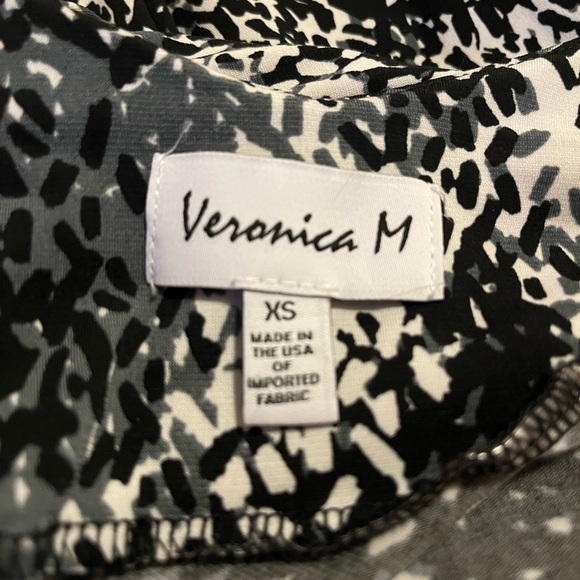 Veronica M
XS
MADE IN
THE USA
OF
IMPORTED
FABRIC